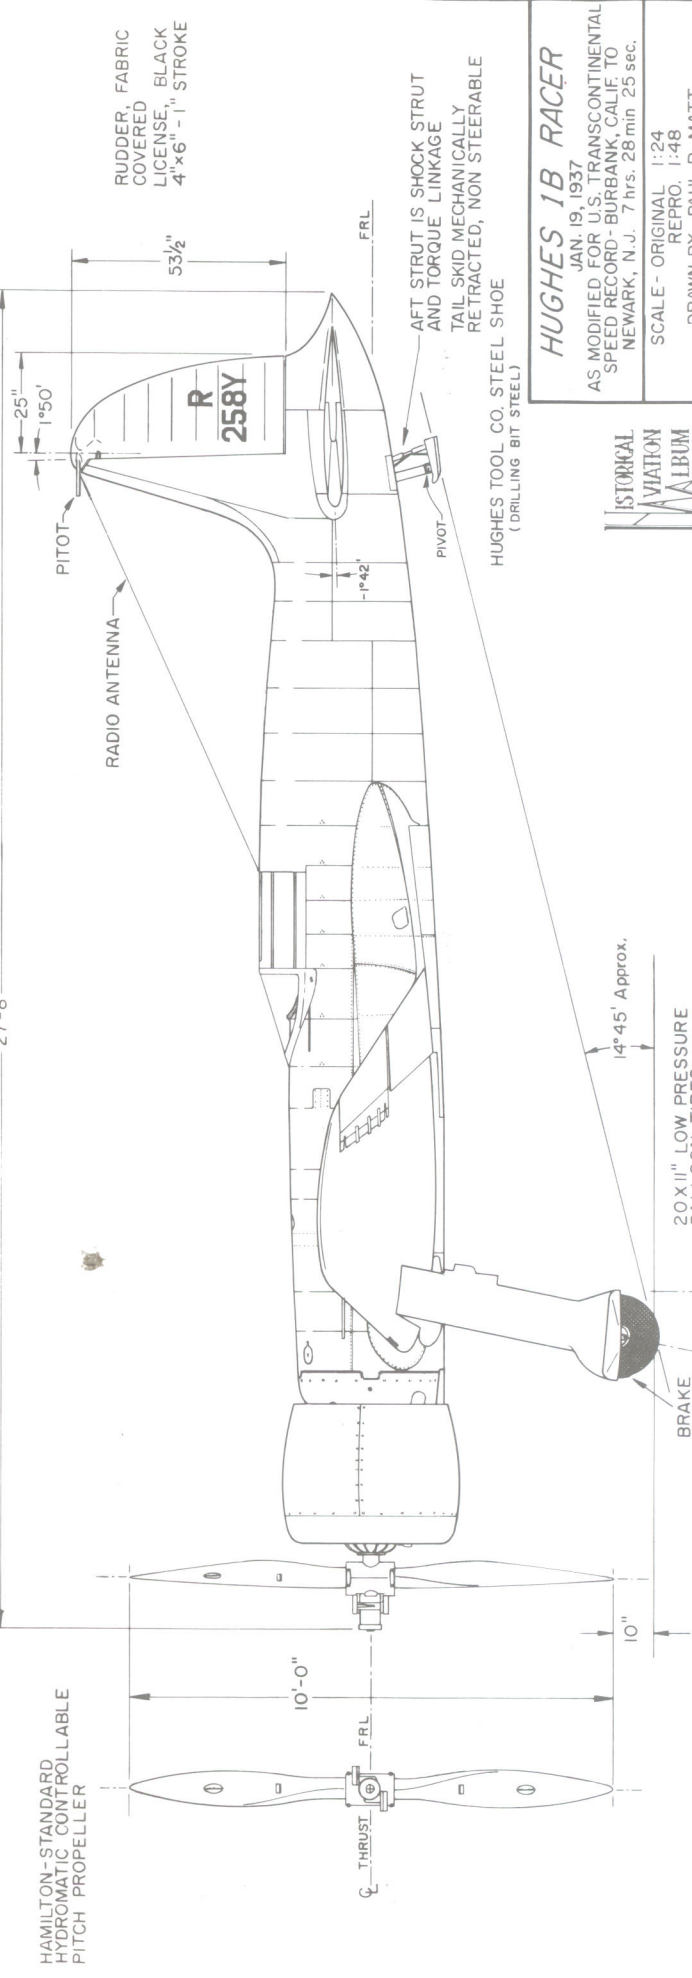 HAMILTON-STANDARD
HYDROMATIC CONTROLLABLE
PITCH PROPELLER
RUDDER, FABRIC
COVERED
LICENSE, BLACK
4"x6" - 1" STROKE
53½"
25"
1°50'
PITOT
RADIO ANTENNA
R
258Y
FRL
AFT STRUT IS SHOCK STRUT
AND TORQUE LINKAGE
TAIL SKID MECHANICALLY
RETRACTED, NON STEERABLE
HUGHES TOOL CO. STEEL SHOE
(DRILLING BIT STEEL)
PIVOT
-1°42'
10'-0"
THRUST FRL
10"
14°45' Approx.
BRAKE
20X11" LOW PRESSURE
HUGHES 1B RACER
JAN. 19, 1937
AS MODIFIED FOR U.S. TRANSCONTINENTAL
SPEED RECORD - BURBANK, CALIF. TO
NEWARK, N.J. 7 hrs. 28 min 25 sec.
SCALE - ORIGINAL 1:24
REPRO. 1:48
ISTORICAL
VIATION
LBUM